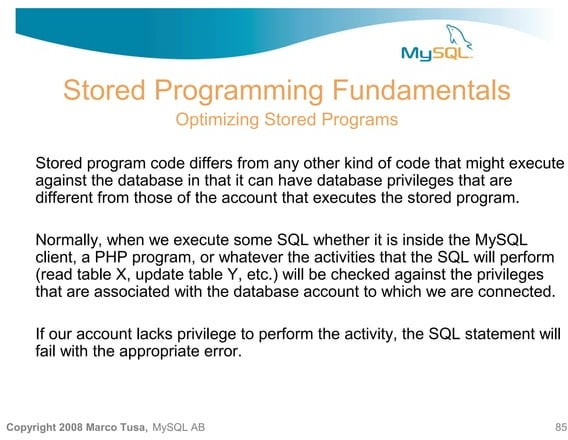 MySQL
Stored Programming Fundamentals
Optimizing Stored Programs
Stored program code differs from any other kind of code that might execute
against the database in that it can have database privileges that are
different from those of the account that executes the stored program.
Normally, when we execute some SQL whether it is inside the MySQL
client, a PHP program, or whatever the activities that the SQL will perform
(read table X, update table Y, etc.) will be checked against the privileges
that are associated with the database account to which we are connected.
If our account lacks privilege to perform the activity, the SQL statement will
fail with the appropriate error.
Copyright 2008 Marco Tusa, MySQL AB
85